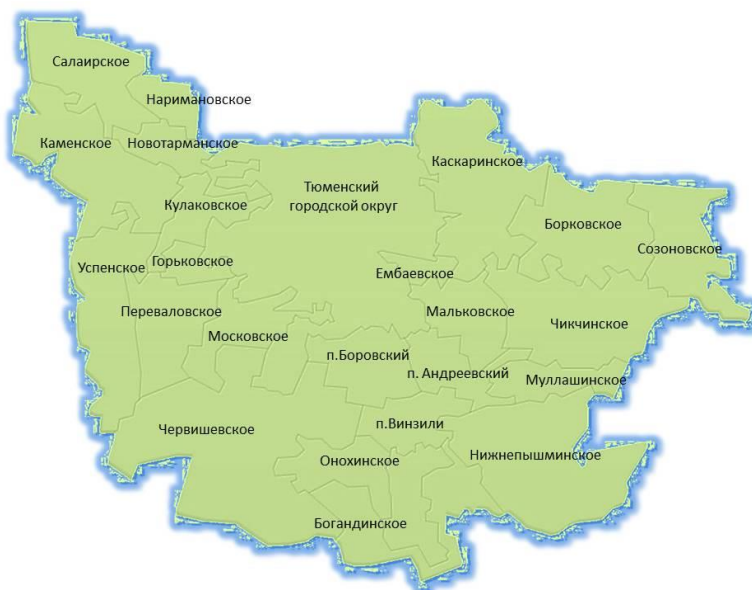 Салаирское
Наримановское
Каменское
Новотарманское
Каскаринское
Тюменский
городской округ
Кулаковское
Борковское
Созоновское
Успенское
Горьковское
Ембаевское
Переваловское
Мальковское
Чикчинское
Московское
п.Боровский
п. Андреевский
Муллашинское
Червишевское
п.Винзили
Онохинское
Нижнепышминское
Богандинское